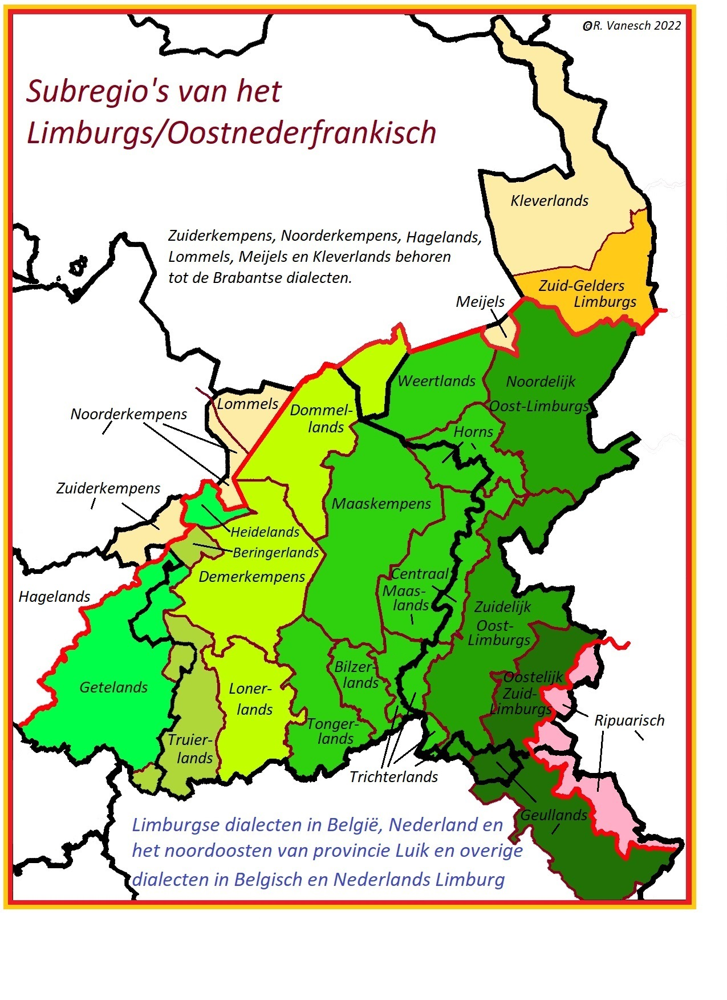 ©R. Vanesch 2022
Subregio's van het
Limburgs/Oostnederfrankisch
Kleverlands
Zuiderkempens, Noorderkempens, Hagelands,
Lommels, Meijels en Kleverlands behoren
tot de Brabantse dialecten.
Zuid-Gelders
Limburgs
Meijels
Weertlands
Noordelijk
Oost-Limburgs
Lommels
Noorderkempens
Dommel-
lands
Horns
Zuiderkempens
Maaskempens
Heidelands
Beringerlands
Demerkempens
Centraal
Maas-
lands
Hagelands
Zuidelijk
Oost-
Limburgs
Bilzer-
lands
Oostelijk
Zuid-
Limburgs
Getelands
Loner-
lands
Ripuarisch
Tonger-
lands
Truier-
lands
Trichterlands
Geullands
Limburgse dialecten in België, Nederland en
het noordoosten van provincie Luik en overige
dialecten in Belgisch en Nederlands Limburg